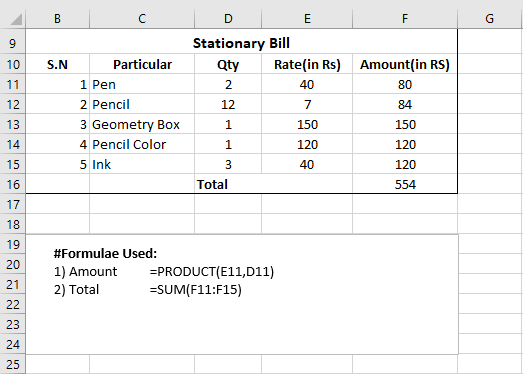 B C D E F G
9 Stationary Bill
10 S.N Particular Qty Rate(in Rs) Amount(in RS)
11 1 Pen 2 40 80
12 2 Pencil 12 7 84
13 3 Geometry Box 1 150 150
14 4 Pencil Color 1 120 120
15 5 Ink 3 40 120
16 Total 554
17
18
19 #Formulae Used:
20 1) Amount =PRODUCT(E11,D11)
21 2) Total =SUM(F11:F15)
22
23
24
25